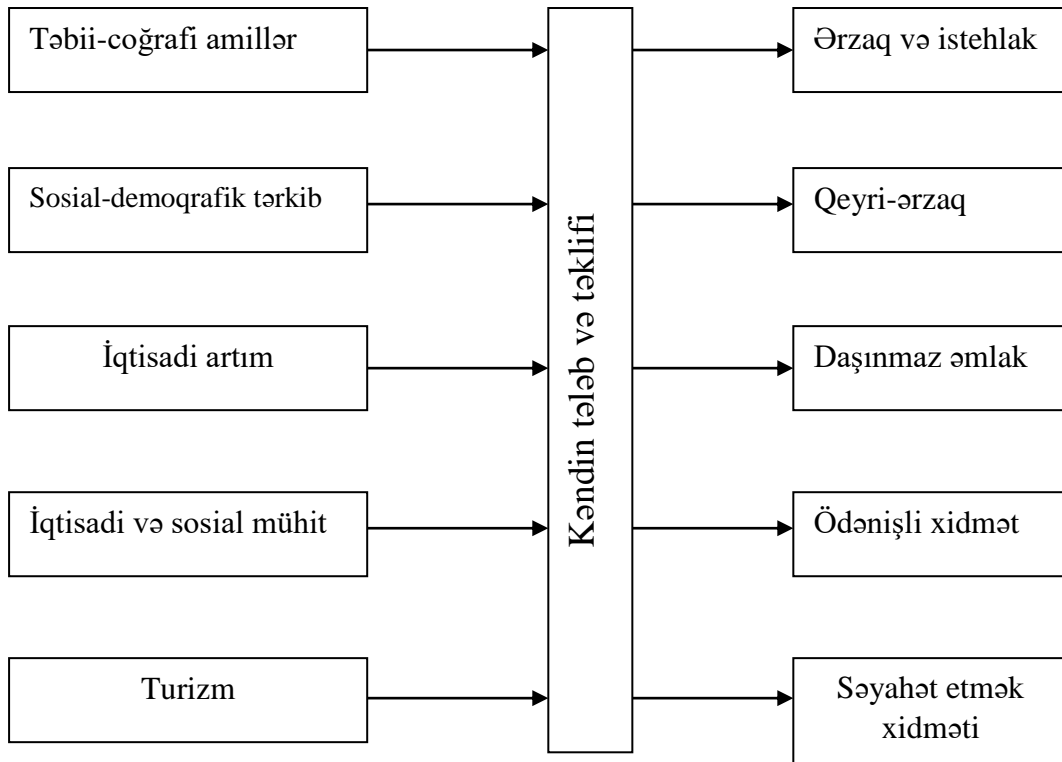 Təbii-coğrafi amillər
Ərzaq və istehlak
Sosial-demoqrafik tərkib
Qeyri-ərzaq
Kəndin tələb və təklifi
İqtisadi artım
Daşınmaz əmlak
İqtisadi və sosial mühit
Ödənişli xidmət
Turizm
Səyahət etmək
xidməti